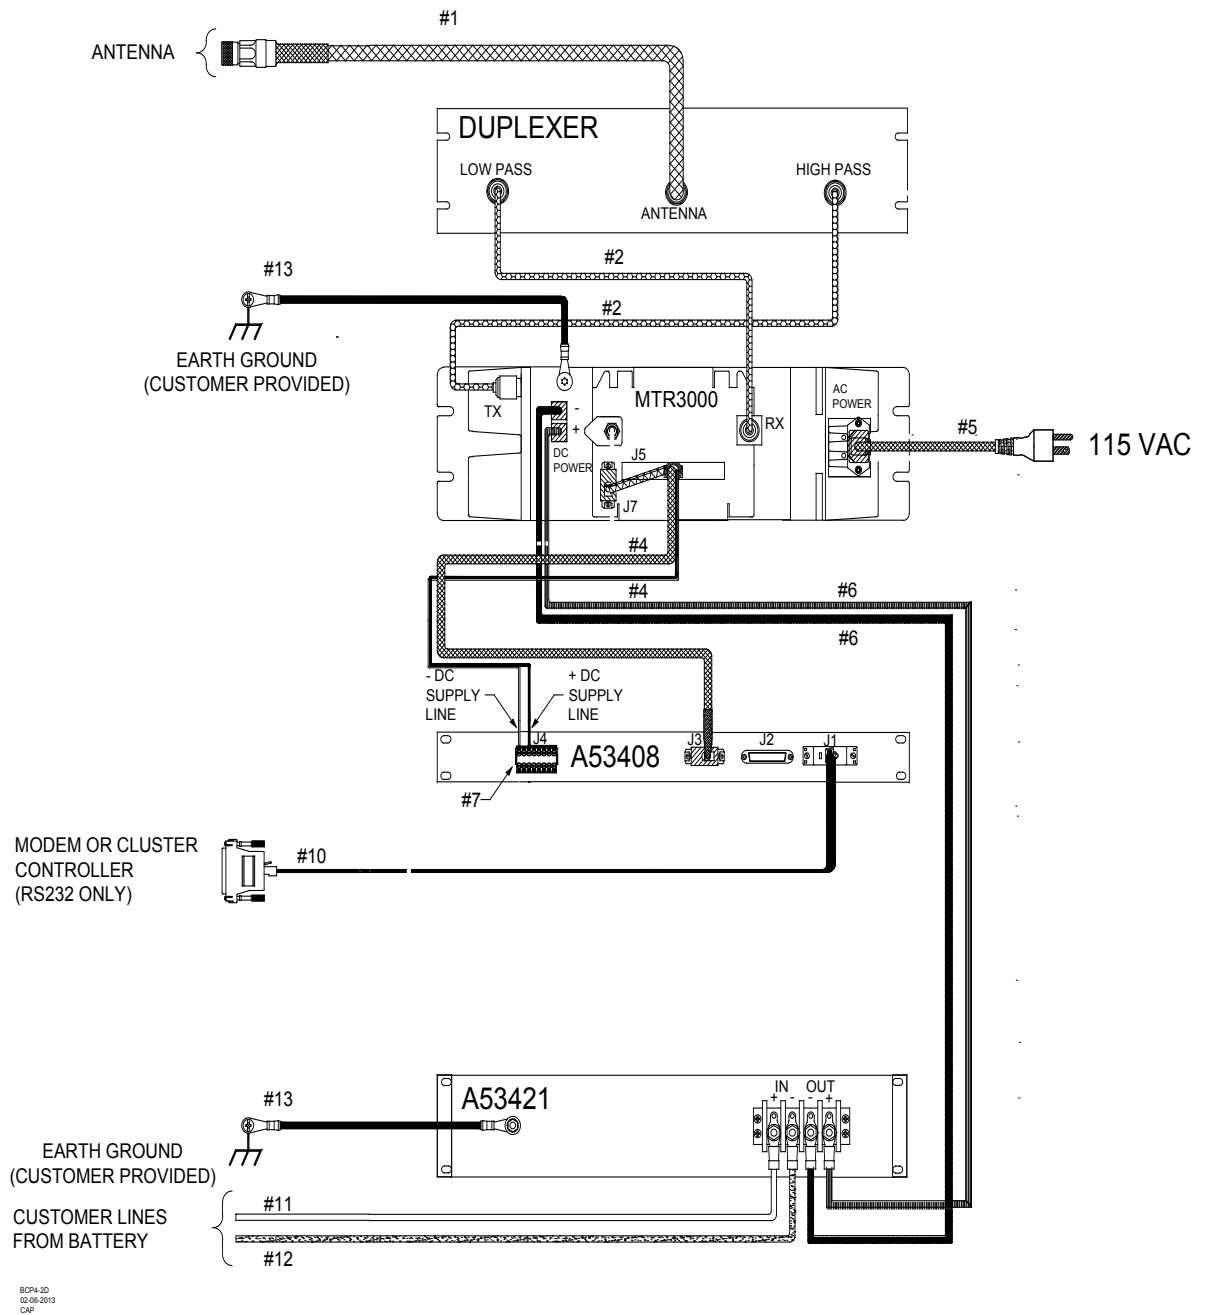 #1
ANTENNA
DUPLEXER
LOW PASS
HIGH PASS
ANTENNA
#2
#13
#2
EARTH GROUND
(CUSTOMER PROVIDED)
MTR3000
AC
POWER
TX
-
+
RX
#5
115 VAC
DC
POWER
J5
J7
#4
#4
#6
#6
- DC
SUPPLY
LINE
+ DC
SUPPLY
LINE
J4
A53408
J3
J2
J1
#7
MODEM OR CLUSTER
CONTROLLER
(RS232 ONLY)
#10
#13
A53421
IN OUT
+ - - +
EARTH GROUND
(CUSTOMER PROVIDED)
#11
CUSTOMER LINES
FROM BATTERY
#12
BCP4-2D
02-06-2013
CAP